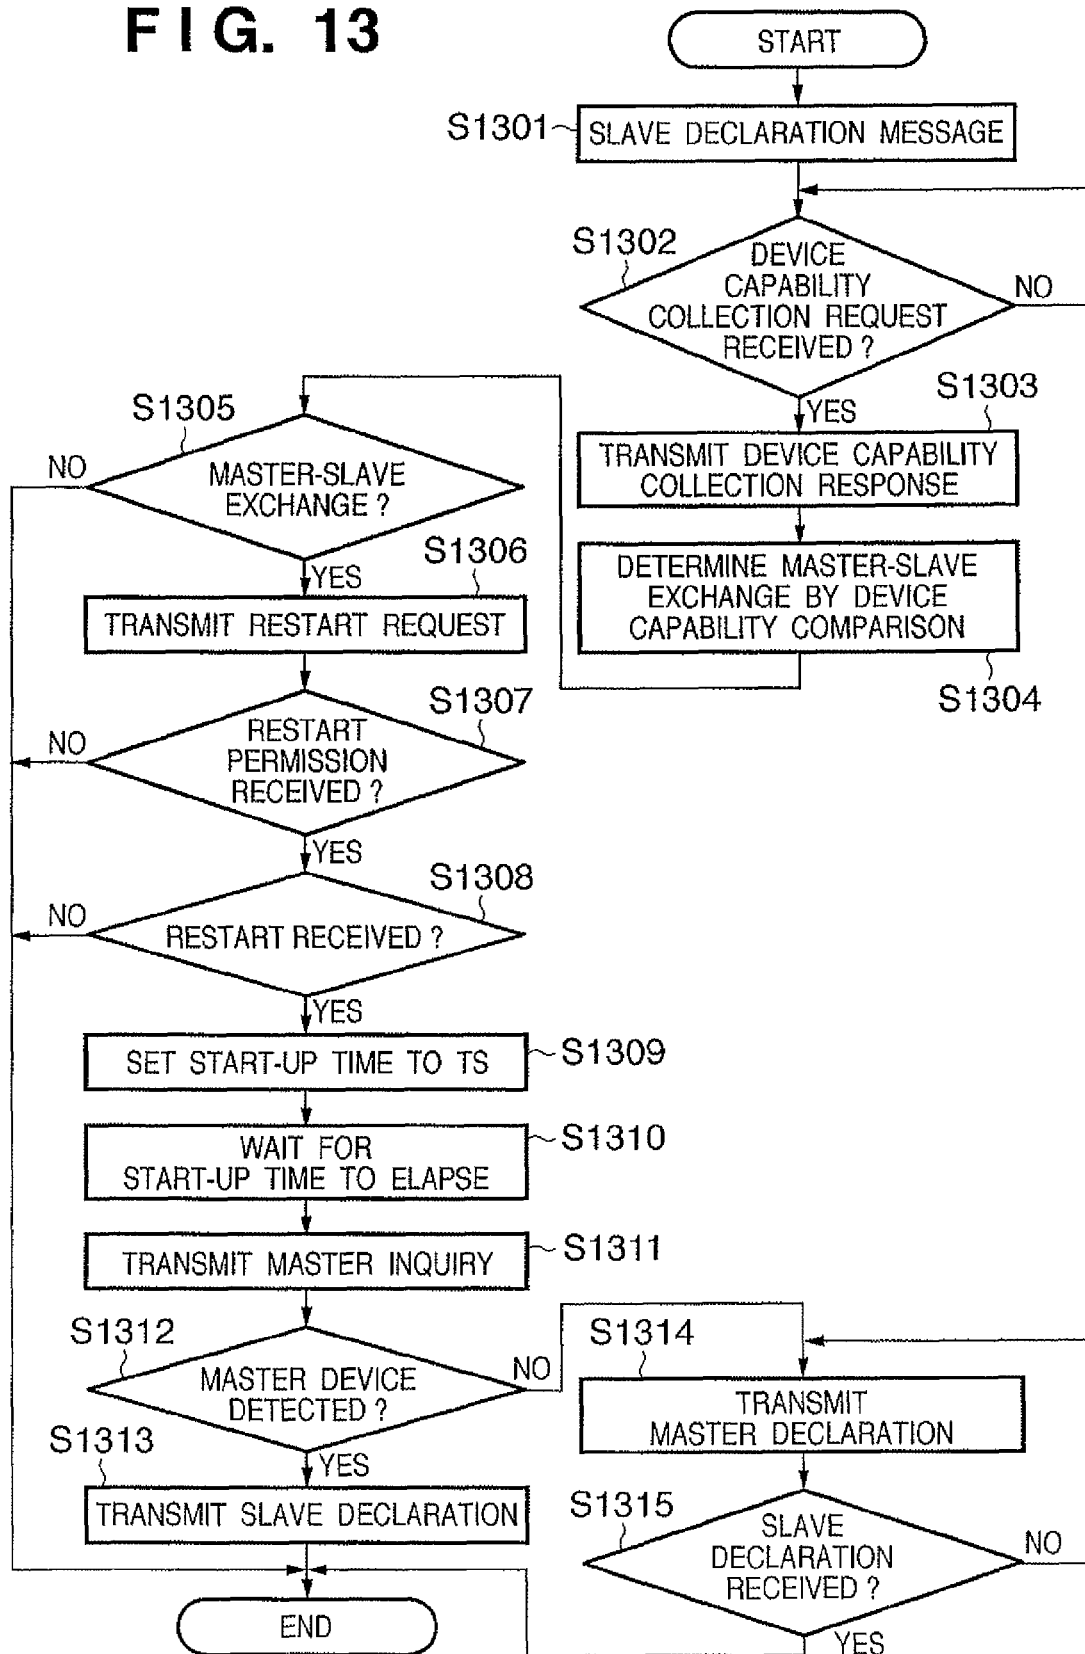 FIG. 13
START
S1301
SLAVE DECLARATION MESSAGE
S1302
DEVICE
CAPABILITY
COLLECTION REQUEST
RECEIVED ?
NO
YES
S1303
TRANSMIT DEVICE CAPABILITY
COLLECTION RESPONSE
DETERMINE MASTER-SLAVE
EXCHANGE BY DEVICE
CAPABILITY COMPARISON
S1304
S1305
MASTER-SLAVE
EXCHANGE ?
NO
YES
S1306
TRANSMIT RESTART REQUEST
S1307
RESTART
PERMISSION
RECEIVED ?
NO
YES
S1308
RESTART RECEIVED ?
NO
YES
SET START-UP TIME TO TS
S1309
WAIT FOR
START-UP TIME TO ELAPSE
S1310
TRANSMIT MASTER INQUIRY
S1311
S1312
MASTER DEVICE
DETECTED ?
NO
YES
S1313
TRANSMIT SLAVE DECLARATION
S1314
TRANSMIT
MASTER DECLARATION
S1315
SLAVE
DECLARATION
RECEIVED ?
NO
YES
END